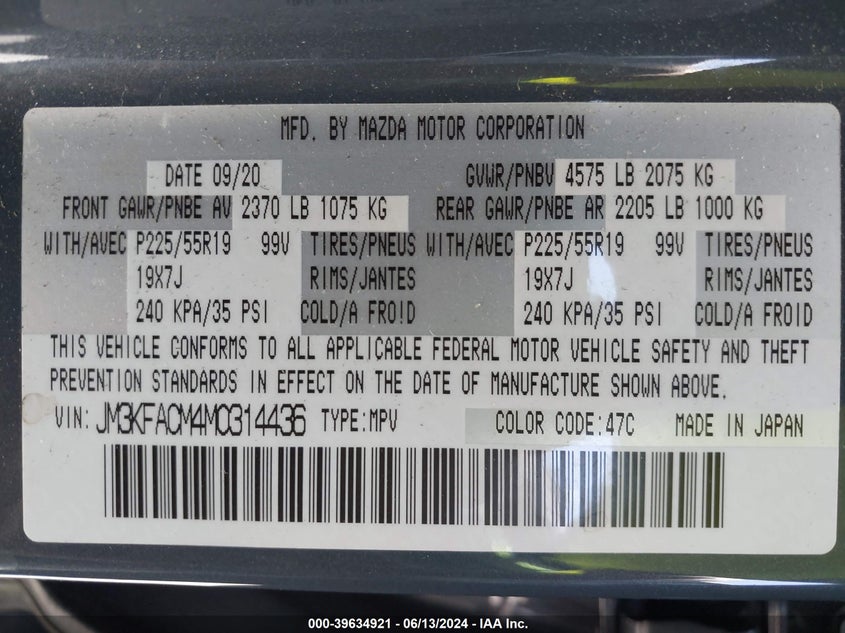 MFD. BY MAZDA MOTOR CORPORATION
DATE 09/20 GVWR/PNBV 4575 LB 2075 KG
FRONT GAWR/PNBE AV 2370 LB 1075 KG REAR GAWR/PNBE AR 2205 LB 1000 KG
WITH/AVEC P225/55R19 99V TIRES/PNEUS WITH/AVEC P225/55R19 99V TIRES/PNEUS
19X7J RIMS/JANTES 19X7J RIMS/JANTES
240 KPA/35 PSI COLD/A FROID 240 KPA/35 PSI COLD/A FROID
THIS VEHICLE CONFORMS TO ALL APPLICABLE FEDERAL MOTOR VEHICLE SAFETY AND THEFT
PREVENTION STANDARDS IN EFFECT ON THE DATE OF MANUFACTURE SHOWN ABOVE.
VIN: JM3KFACM4M0314436 TYPE:MPV COLOR CODE:47C MADE IN JAPAN
000-39634921 - 06/13/2024 - IAA Inc.